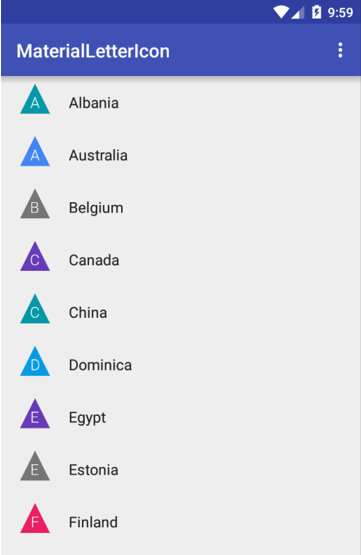 9:59
MaterialLetterIcon
A Albania
A Australia
B Belgium
C Canada
C China
D Dominica
E Egypt
E Estonia
F Finland